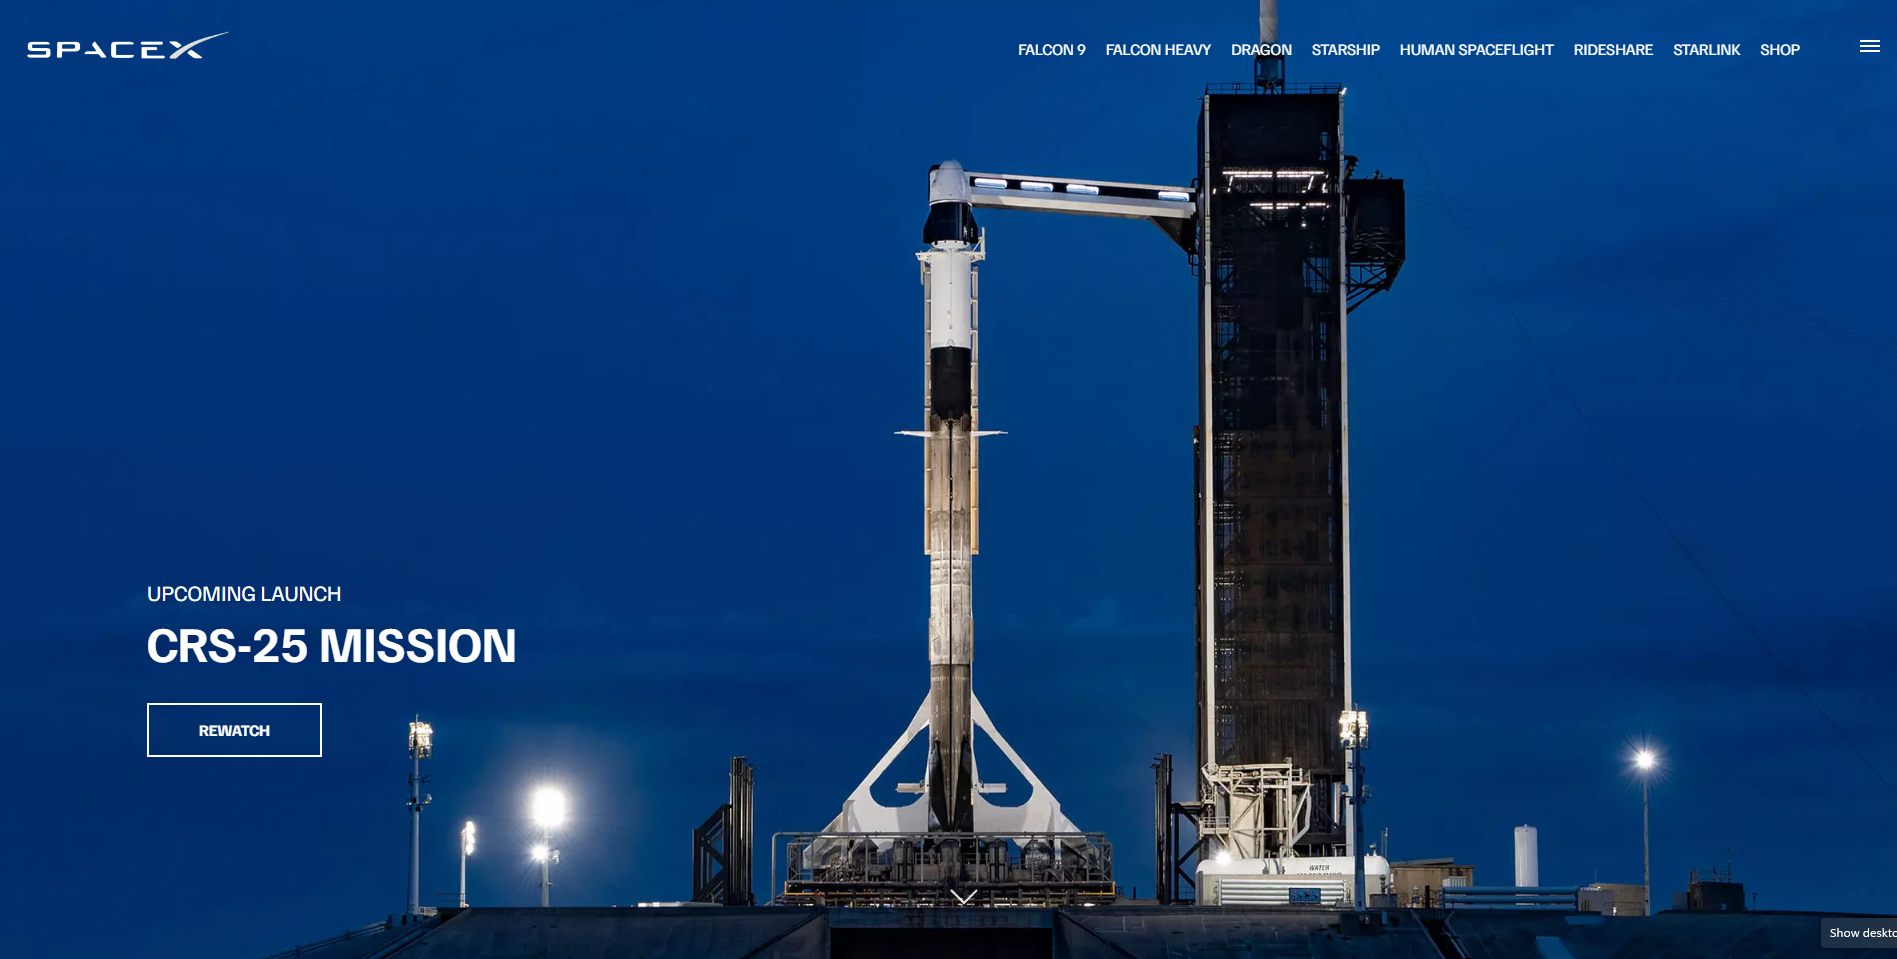 SPACEX
FALCON 9 FALCON HEAVY DRAGON STARSHIP HUMAN SPACEFLIGHT RIDESHARE STARLINK SHOP
UPCOMING LAUNCH
CRS-25 MISSION
REWATCH
WATER
Show deskto